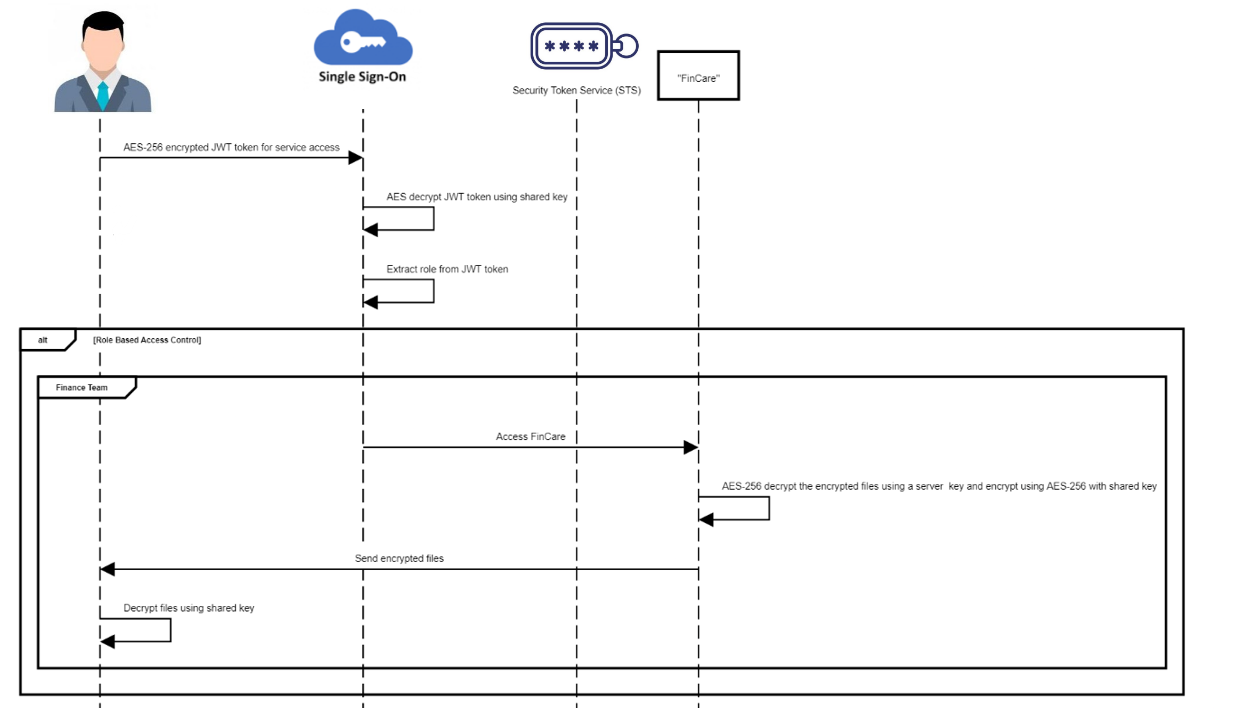 * * * *
Single Sign-On
Security Token Service (STS)
"FinCare"
AES-256 encrypted JWT token for service access
AES decrypt JWT token using shared key
Extract role from JWT token
alt
[Role Based Access Control]
Finance Team
Access FinCare
AES-256 decrypt the encrypted files using a server key and encrypt using AES-256 with shared key
Send encrypted files
Decrypt files using shared key